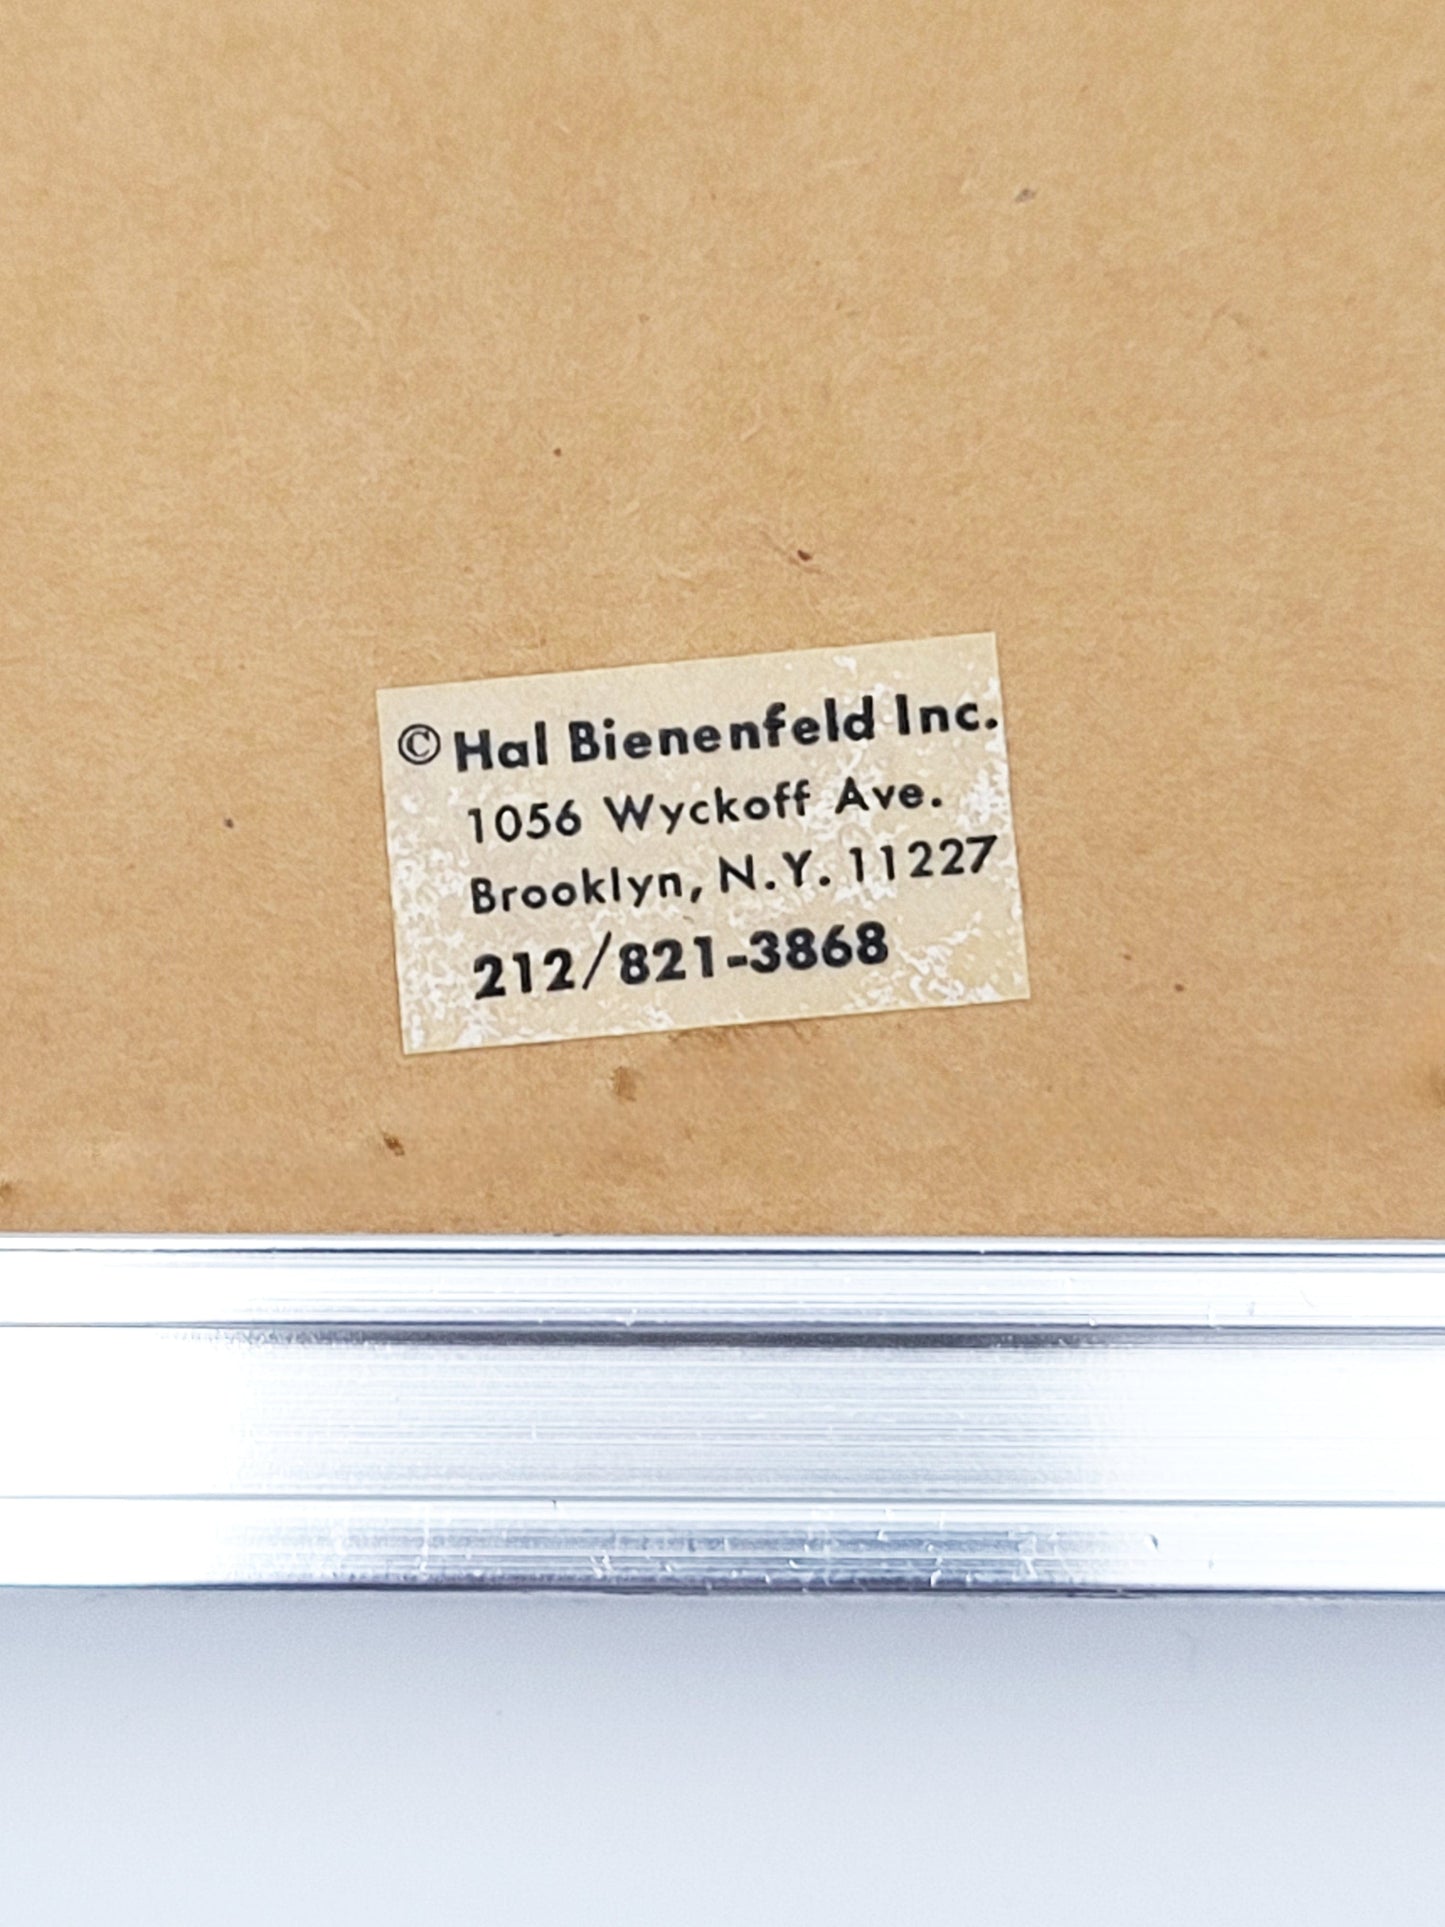 © Hal Bienenfeld Inc.
1056 Wyckoff Ave.
Brooklyn, N.Y. 11227
212/821-3868